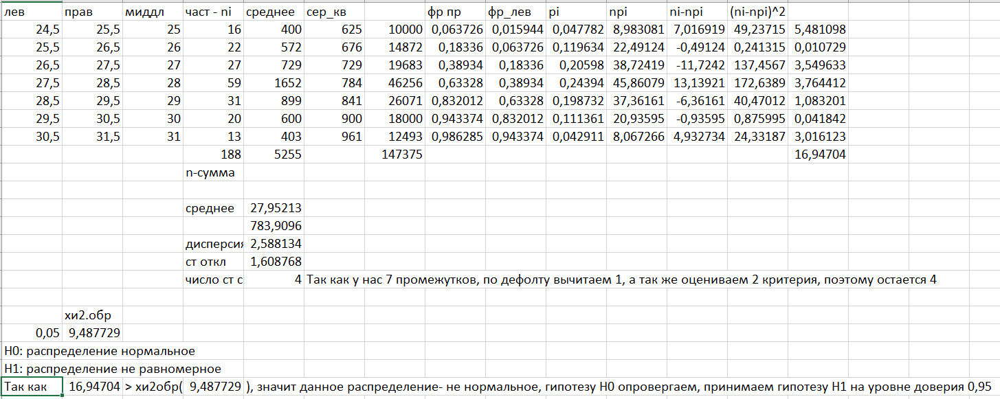 лев прав миддл част - ni среднее сер_кв фр пр фр_лев pi npi ni-npi (ni-npi)^2
24,5 25,5 25 16 400 625 10000 0,063726 0,015944 0,047782 8,983081 7,016919 49,23715 5,481098
25,5 26,5 26 22 572 676 14872 0,18336 0,063726 0,119634 22,49124 -0,49124 0,241315 0,010729
26,5 27,5 27 27 729 729 19683 0,38934 0,18336 0,20598 38,72419 -11,7242 137,4567 3,549633
27,5 28,5 28 59 1652 784 46256 0,63328 0,38934 0,24394 45,86079 13,13921 172,6389 3,764412
28,5 29,5 29 31 899 841 26071 0,832012 0,63328 0,198732 37,36161 -6,36161 40,47012 1,083201
29,5 30,5 30 20 600 900 18000 0,943374 0,832012 0,111361 20,93595 -0,93595 0,875995 0,041842
30,5 31,5 31 13 403 961 12493 0,986285 0,943374 0,042911 8,067266 4,932734 24,33187 3,016123
188 5255 147375 16,94704
n-сумма
среднее 27,95213
783,9096
дисперсия 2,588134
ст откл 1,608768
число ст с 4 Так как у нас 7 промежутков, по дефолту вычитаем 1, а так же оцениваем 2 критерия, поэтому остается 4
хи2.обр
0,05 9,487729
H0: распределение нормальное
H1: распределение не равномерное
Так как 16,94704 > хи2обр( 9,487729 ), значит данное распределение- не нормальное, гипотезу H0 опровергаем, принимаем гипотезу H1 на уровне доверия 0,95